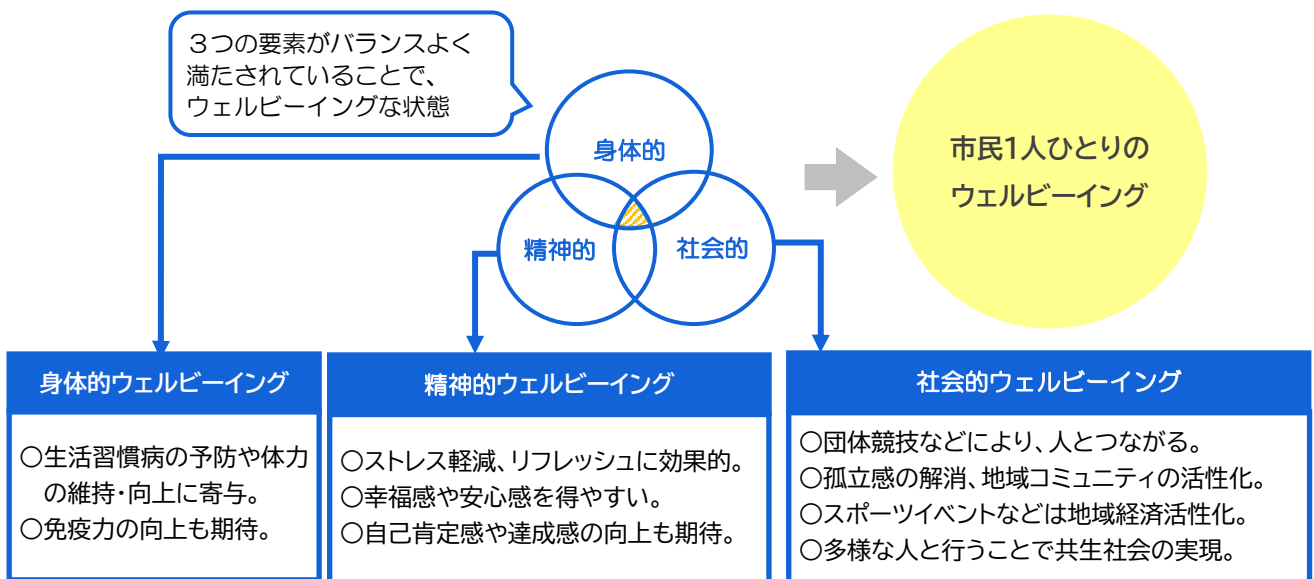 ３つの要素がバランスよく
満たされていることで、
ウェルビーイングな状態
身体的
精神的
社会的
市民1人ひとりの
ウェルビーイング
身体的ウェルビーイング
○生活習慣病の予防や体力
の維持・向上に寄与。
○免疫力の向上も期待。
精神的ウェルビーイング
○ストレス軽減、リフレッシュに効果的。
○幸福感や安心感を得やすい。
○自己肯定感や達成感の向上も期待。
社会的ウェルビーイング
○団体競技などにより、人とつながる。
○孤立感の解消、地域コミュニティの活性化。
○スポーツイベントなどは地域経済活性化。
○多様な人と行うことで共生社会の実現。